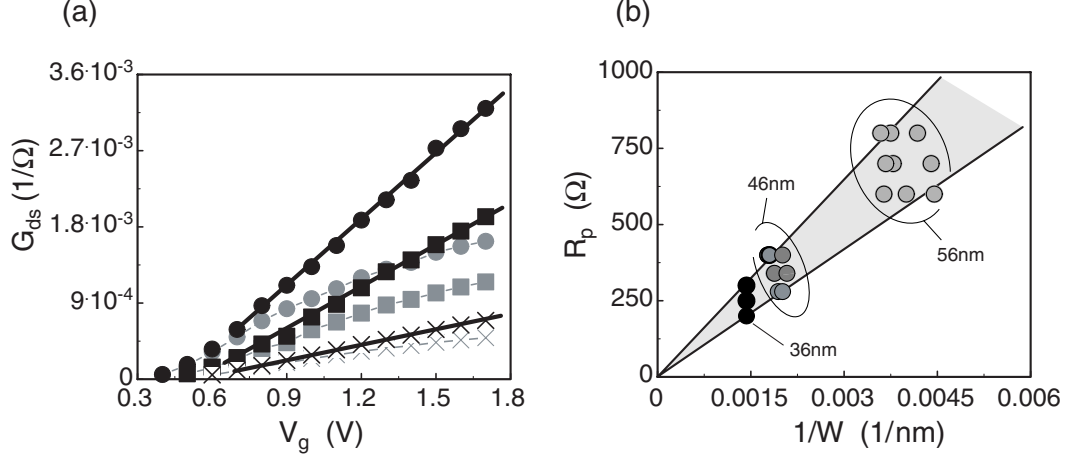 (a)
3.6·10⁻³
2.7·10⁻³
1.8·10⁻³
9·10⁻⁴
0
G_ds (1/Ω)
0.3 0.6 0.9 1.2 1.5 1.8
V_g (V)
(b)
1000
750
500
250
0
R_p (Ω)
46nm
56nm
36nm
0 0.0015 0.003 0.0045 0.006
1/W (1/nm)